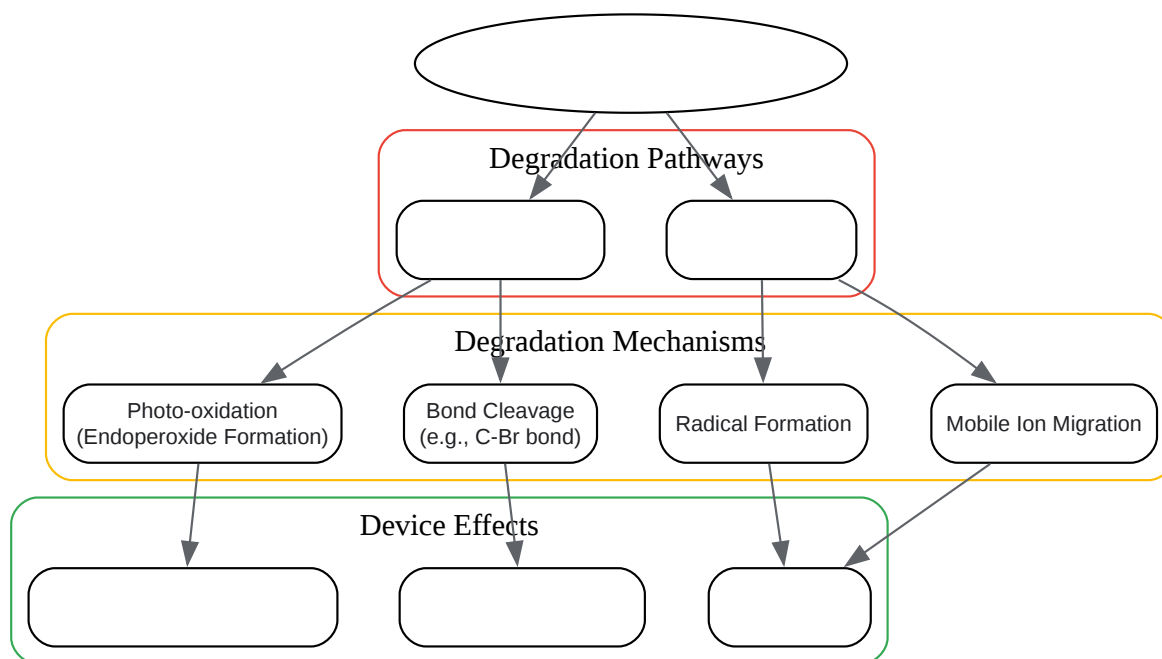 Degradation Pathways
Degradation Mechanisms
Photo-oxidation
(Endoperoxide Formation)
Bond Cleavage
(e.g., C-Br bond)
Radical Formation
Mobile Ion Migration
Device Effects